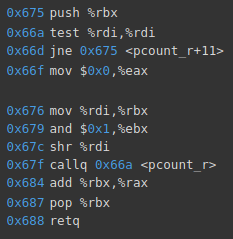 0x675 push %rbx
0x66a test %rdi,%rdi
0x66d jne 0x675 <pcount_r+11>
0x66f mov $0x0,%eax
0x676 mov %rdi,%rbx
0x679 and $0x1,%ebx
0x67c shr %rdi
0x67f callq 0x66a <pcount_r>
0x684 add %rbx,%rax
0x687 pop %rbx
0x688 retq